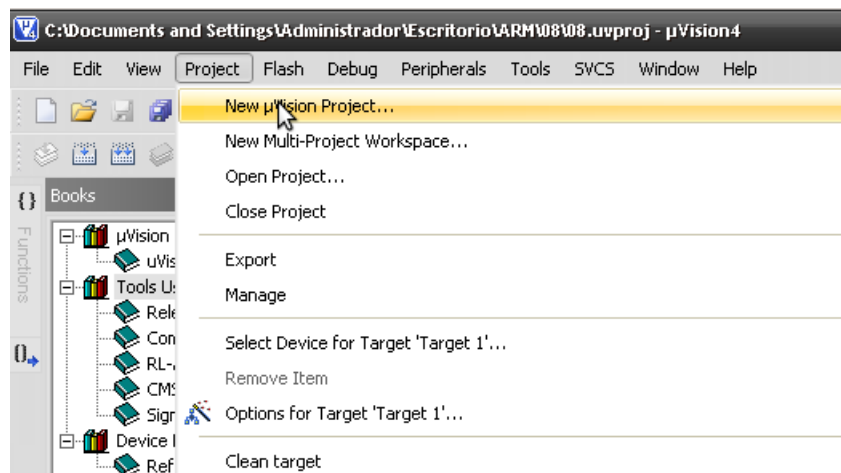 C:\Documents and Settings\Administrador\Escritorio\ARM\08\08.uvproj - µVision4
File Edit View Project Flash Debug Peripherals Tools SVCS Window Help
New µVision Project...
New Multi-Project Workspace...
Open Project...
Close Project
Export
Manage
Select Device for Target 'Target 1'...
Remove Item
Options for Target 'Target 1'...
Clean target
Books
Functions
µVision
Tools